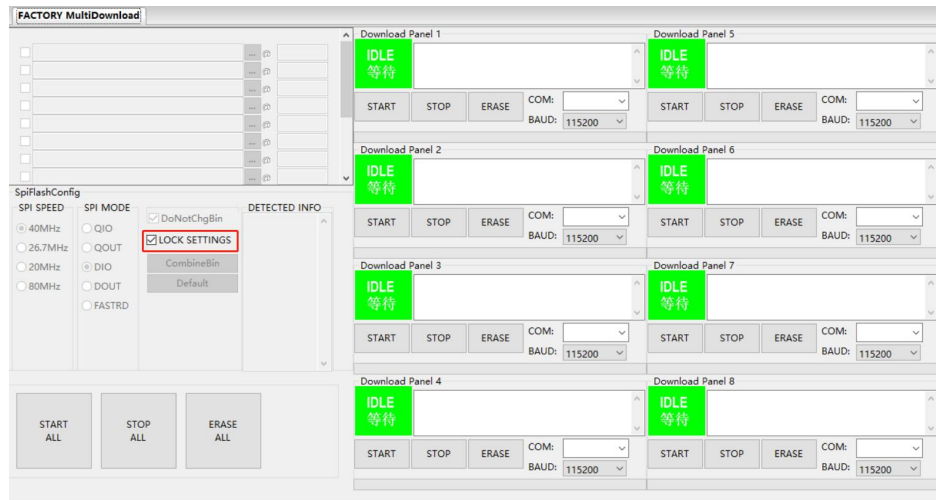 FACTORY MultiDownload
... @
... @
... @
... @
... @
... @
... @
... @
SpiFlashConfig
SPI SPEED
40MHz
26.7MHz
20MHz
80MHz
SPI MODE
QIO
QOUT
DIO
DOUT
FASTRD
DoNotChgBin
LOCK SETTINGS
CombineBin
Default
DETECTED INFO
START ALL
STOP ALL
ERASE ALL
Download Panel 1
IDLE
等待
START STOP ERASE COM:
BAUD: 115200
Download Panel 2
IDLE
等待
START STOP ERASE COM:
BAUD: 115200
Download Panel 3
IDLE
等待
START STOP ERASE COM:
BAUD: 115200
Download Panel 4
IDLE
等待
START STOP ERASE COM:
BAUD: 115200
Download Panel 5
IDLE
等待
START STOP ERASE COM:
BAUD: 115200
Download Panel 6
IDLE
等待
START STOP ERASE COM:
BAUD: 115200
Download Panel 7
IDLE
等待
START STOP ERASE COM:
BAUD: 115200
Download Panel 8
IDLE
等待
START STOP ERASE COM:
BAUD: 115200